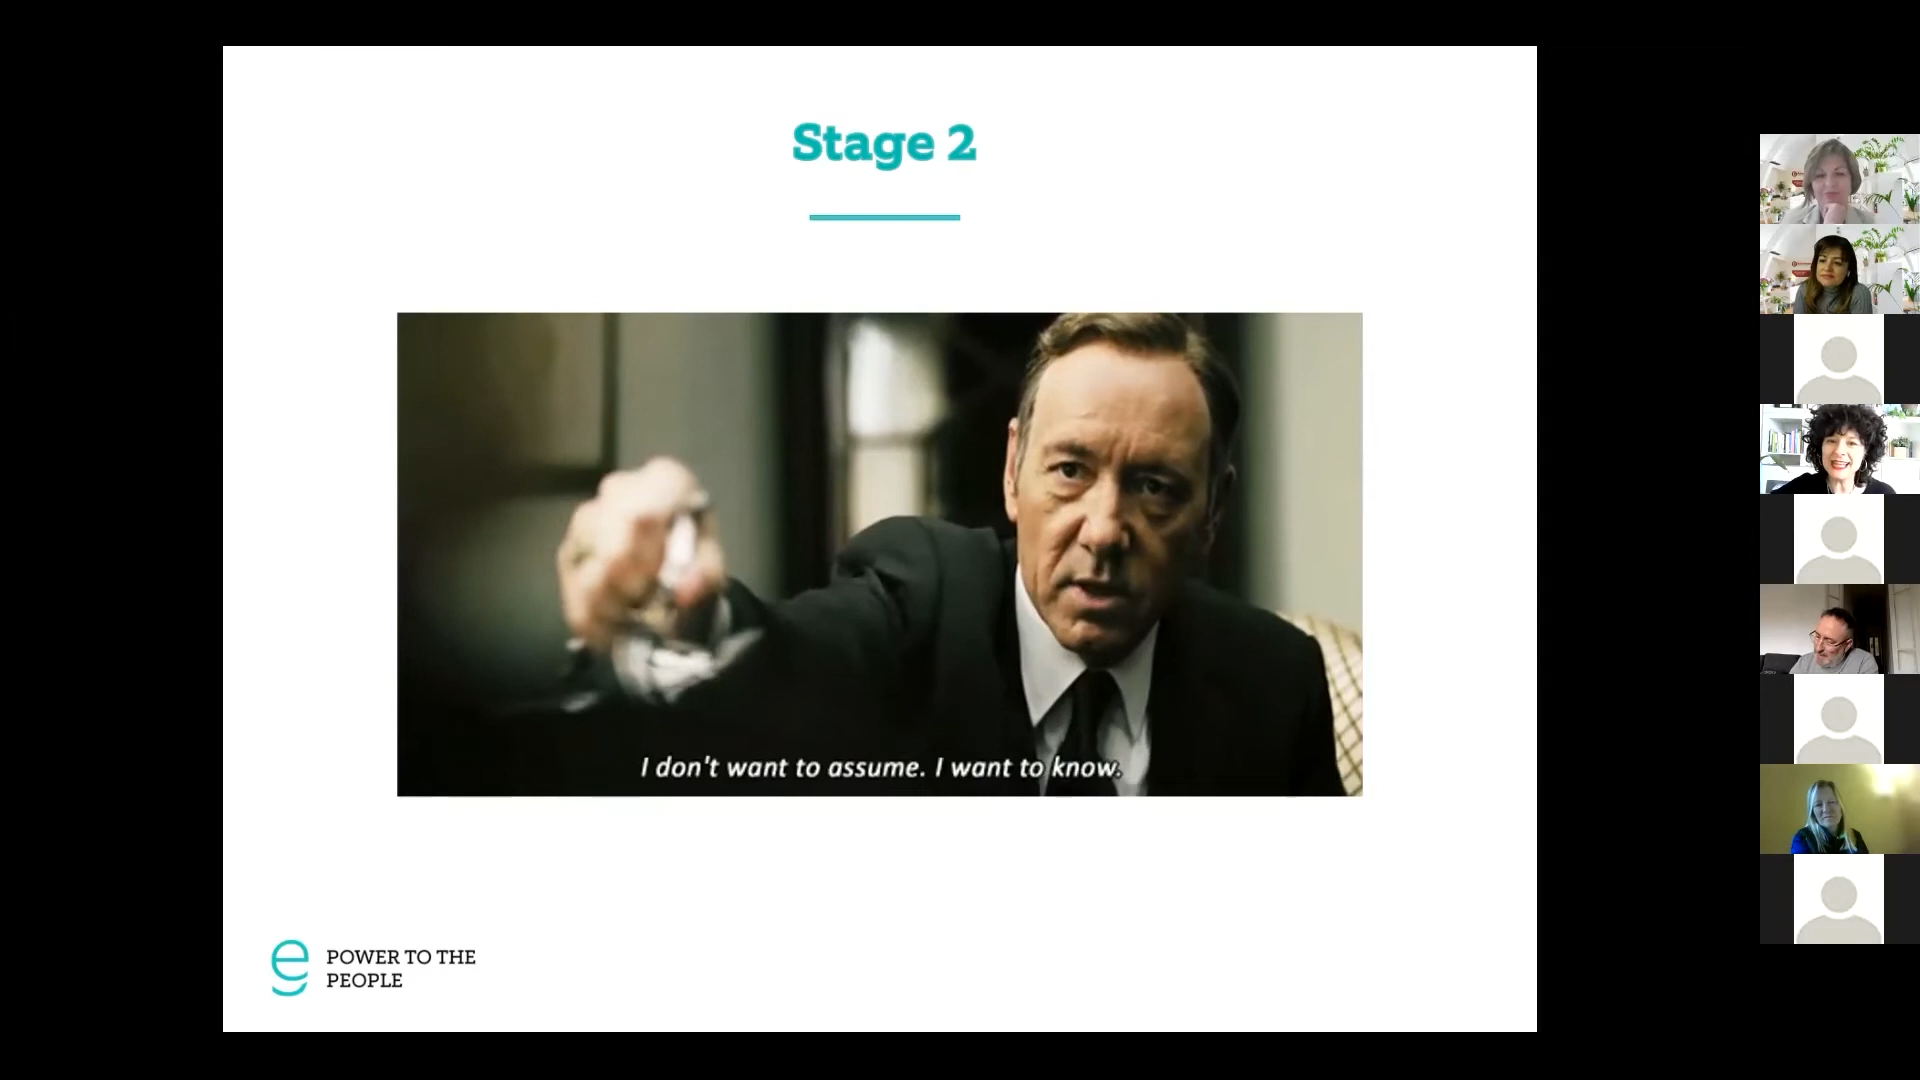 Stage 2
I don't want to assume. I want to know.
POWER TO THE
PEOPLE